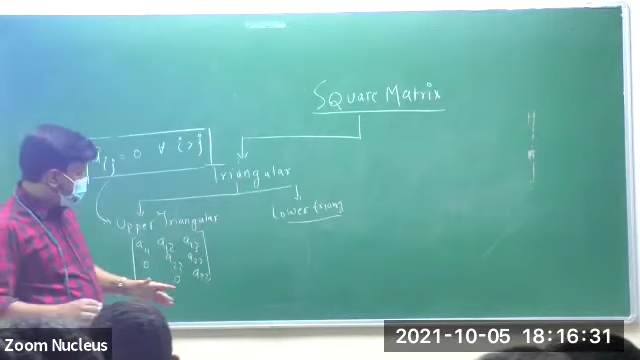 Square Matrix
aij = 0 ∀ i>j
Triangular
Upper Triangular
Lower Triang
a11 a12 a13
0 a22 a23
0 a33
Zoom Nucleus
2021-10-05 18:16:31